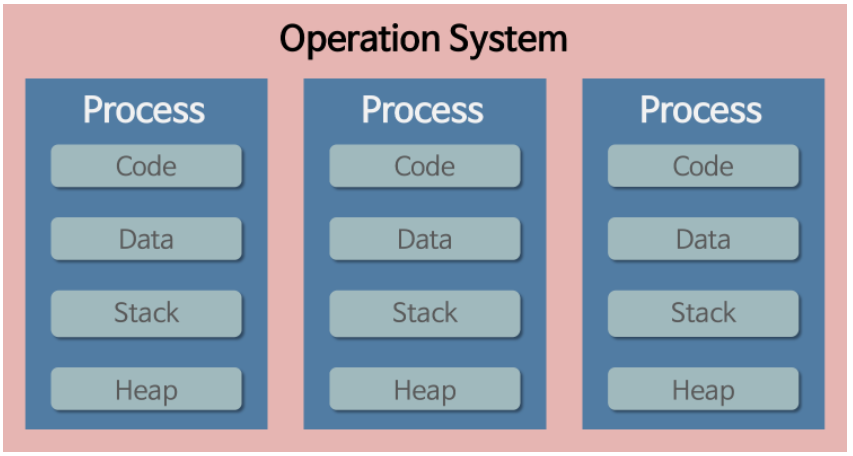 Operation System
Process
Code
Data
Stack
Heap
Process
Code
Data
Stack
Heap
Process
Code
Data
Stack
Heap